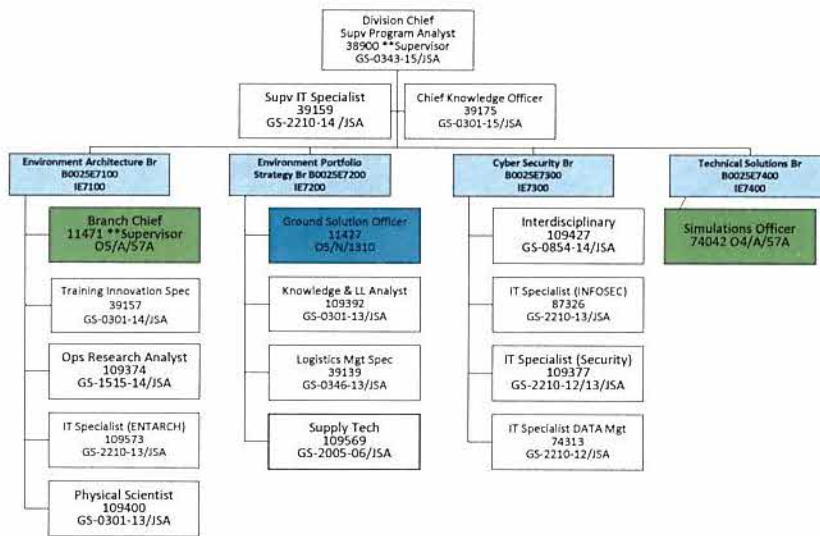 Division Chief
Supv Program Analyst
38900 **Supervisor
GS-0343-15/JSA
Supv IT Specialist
39159
GS-2210-14 /JSA
Chief Knowledge Officer
39175
GS-0301-15/JSA
Environment Architecture Br
B0025E7100
IE7100
Branch Chief
11471 **Supervisor
O5/A/57A
Training Innovation Spec
39157
GS-0301-14/JSA
Ops Research Analyst
109374
GS-1515-14/JSA
IT Specialist (ENTARCH)
109573
GS-2210-13/JSA
Physical Scientist
109400
GS-0301-13/JSA
Environment Portfolio
Strategy Br B0025E7200
IE7200
Ground Solution Officer
11427
O5/N/1310
Knowledge & LL Analyst
109392
GS-0301-13/JSA
Logistics Mgt Spec
39139
GS-0346-13/JSA
Supply Tech
109569
GS-2005-06/JSA
Cyber Security Br
B0025E7300
IE7300
Interdisciplinary
109427
GS-0854-14/JSA
IT Specialist (INFOSEC)
87326
GS-2210-13/JSA
IT Specialist (Security)
109377
GS-2210-12/13/JSA
IT Specialist DATA Mgt
74313
GS-2210-12/JSA
Technical Solutions Br
B0025E7400
IE7400
Simulations Officer
74042 O4/A/57A